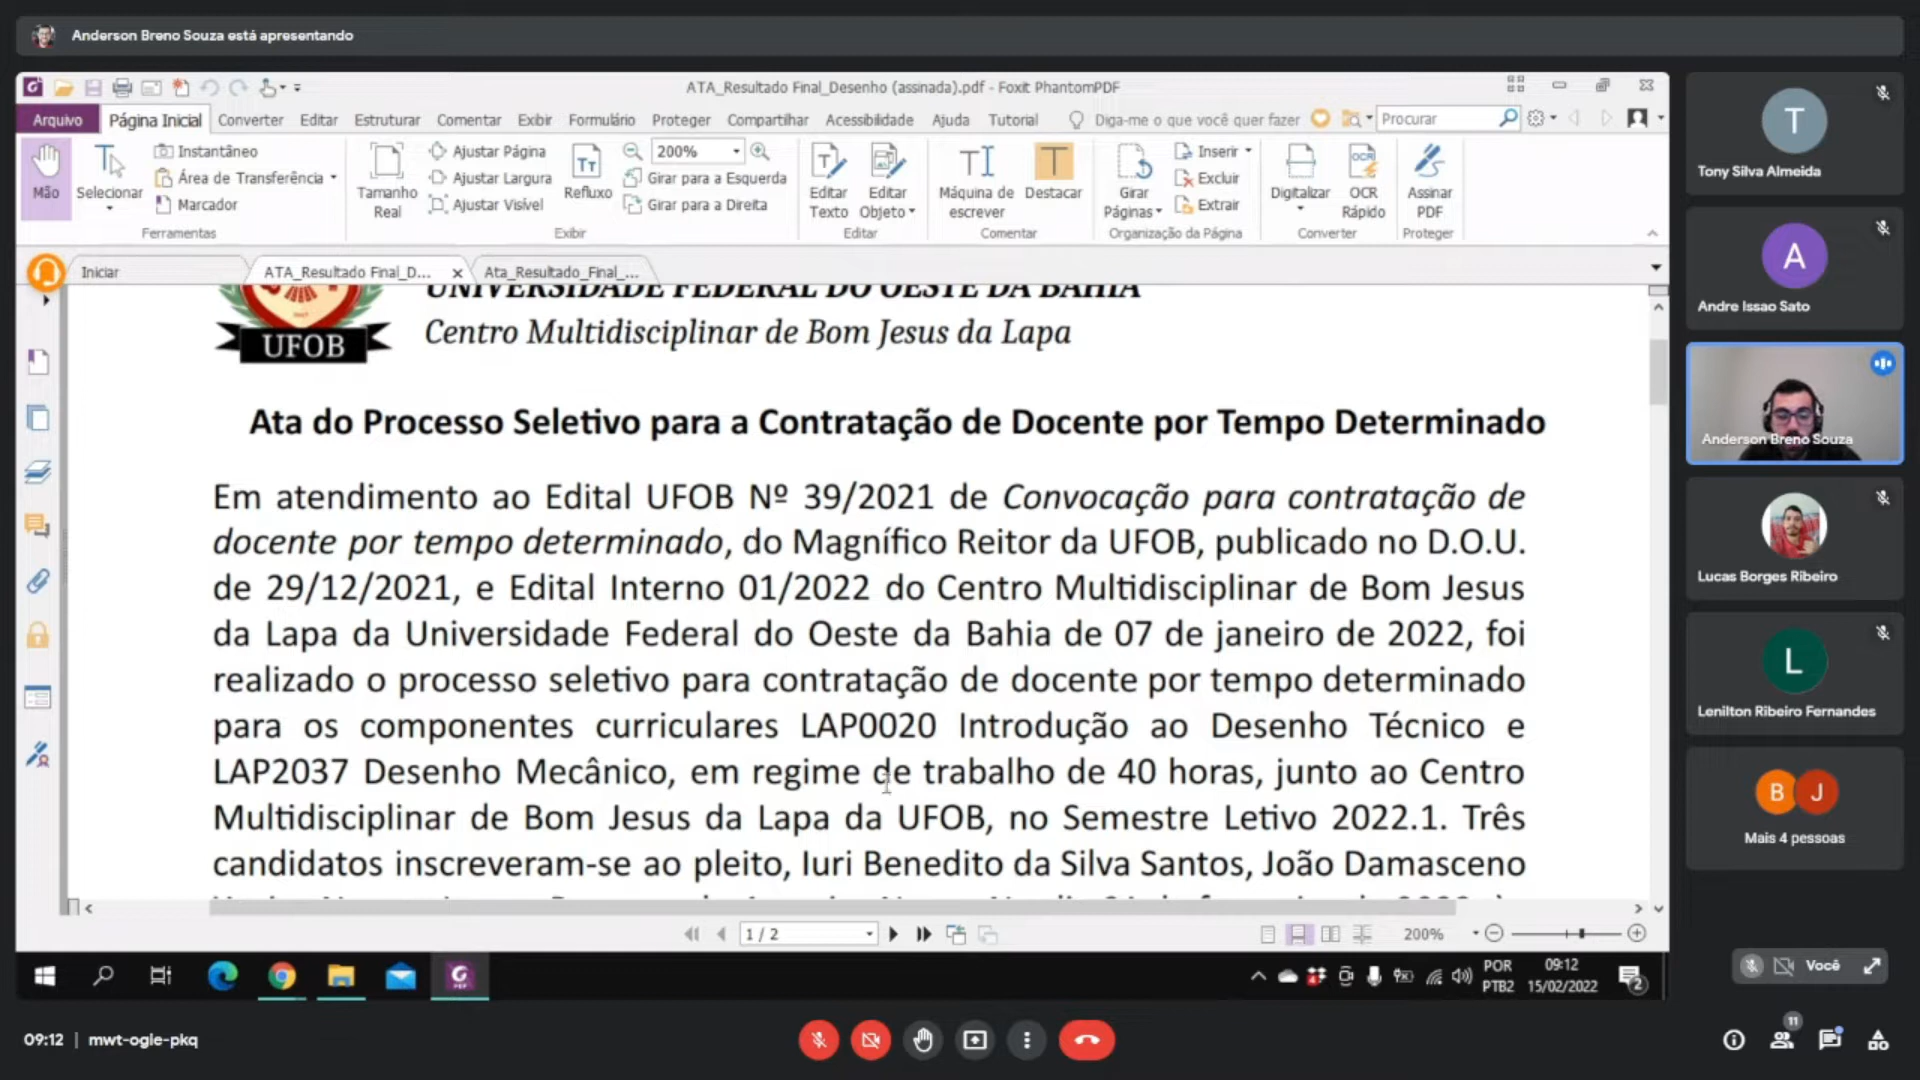 Anderson Breno Souza está apresentando
ATA_Resultado Final_Desenho (assinada).pdf - Foxit PhantomPDF
Arquivo Página Inicial Converter Editar Estruturar Comentar Exibir Formulário Proteger Compartilhar Acessibilidade Ajuda Tutorial Diga-me o que você quer fazer Procurar
Mão
Selecionar
Instantâneo
Área de Transferência
Marcador
Ferramentas
Tamanho
Real
Ajustar Página
Ajustar Largura
Ajustar Visível
Refluxo
200%
Girar para a Esquerda
Girar para a Direita
Exibir
Editar
Texto
Editar
Objeto
Editar
Máquina de
escrever
Destacar
Comentar
Girar
Páginas
Inserir
Excluir
Extrair
Organização da Página
Digitalizar
OCR
Rápido
Converter
Assinar
PDF
Proteger
Iniciar
ATA_Resultado Final_D...
Ata_Resultado_Final_...
UNIVERSIDADE FEDERAL DO OESTE DA BAHIA
Centro Multidisciplinar de Bom Jesus da Lapa
UFOB
Ata do Processo Seletivo para a Contratação de Docente por Tempo Determinado
Em atendimento ao Edital UFOB Nº 39/2021 de Convocação para contratação de
docente por tempo determinado, do Magnífico Reitor da UFOB, publicado no D.O.U.
de 29/12/2021, e Edital Interno 01/2022 do Centro Multidisciplinar de Bom Jesus
da Lapa da Universidade Federal do Oeste da Bahia de 07 de janeiro de 2022, foi
realizado o processo seletivo para contratação de docente por tempo determinado
para os componentes curriculares LAP0020 Introdução ao Desenho Técnico e
LAP2037 Desenho Mecânico, em regime de trabalho de 40 horas, junto ao Centro
Multidisciplinar de Bom Jesus da Lapa da UFOB, no Semestre Letivo 2022.1. Três
candidatos inscreveram-se ao pleito, Iuri Benedito da Silva Santos, João Damasceno
1 / 2
200%
POR
PTB2
09:12
15/02/2022
2
T
Tony Silva Almeida
A
Andre Issao Sato
Anderson Breno Souza
Lucas Borges Ribeiro
L
Lenilton Ribeiro Fernandes
B J
Mais 4 pessoas
Você
09:12 | mwt-ogie-pkq
11